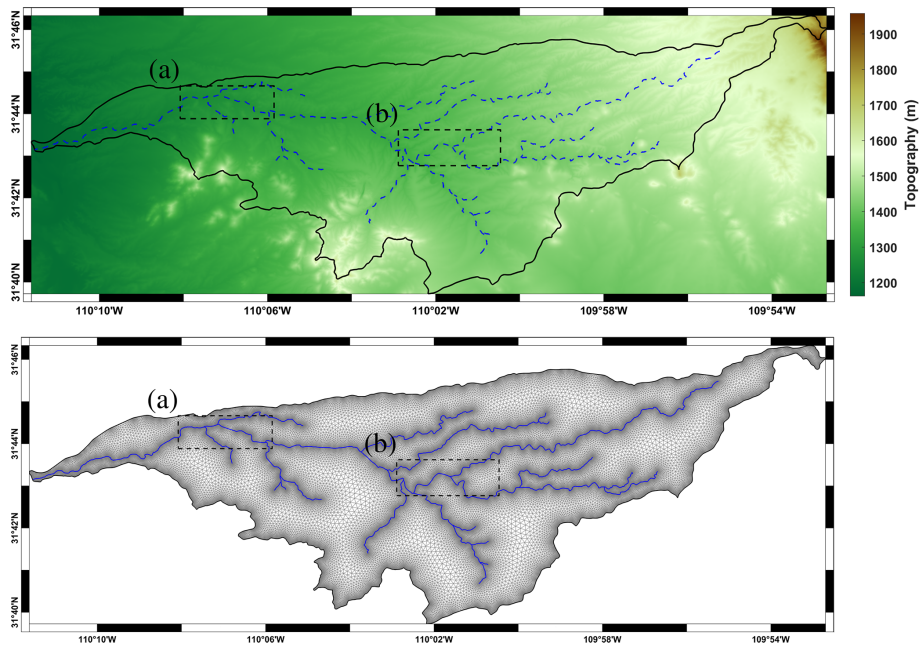 31°46'N
31°44'N
31°42'N
31°40'N
(a)
(b)
110°10'W
110°06'W
110°02'W
109°58'W
109°54'W
1900
1800
1700
1600
1500
1400
1300
1200
Topography (m)
31°46'N
31°44'N
31°42'N
31°40'N
(a)
(b)
110°10'W
110°06'W
110°02'W
109°58'W
109°54'W